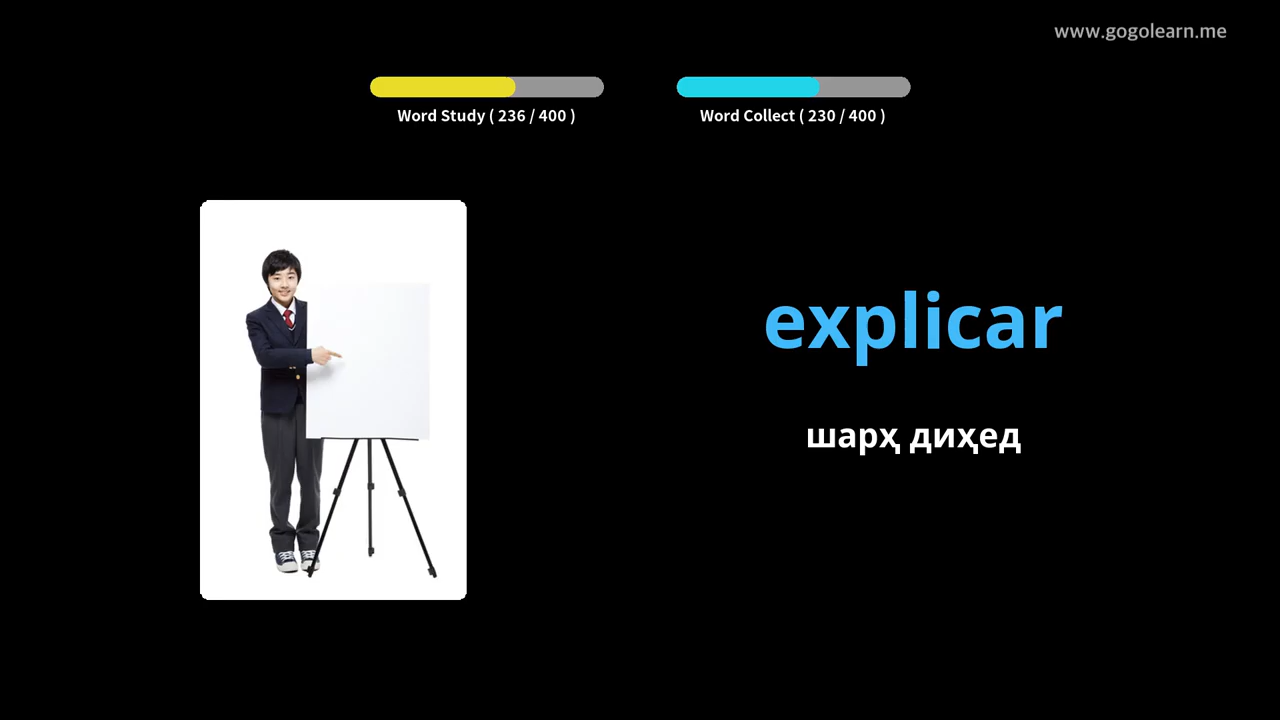 www.gogolearn.me
Word Study ( 236 / 400 )
Word Collect ( 230 / 400 )
explicar
шарҳ диҳед